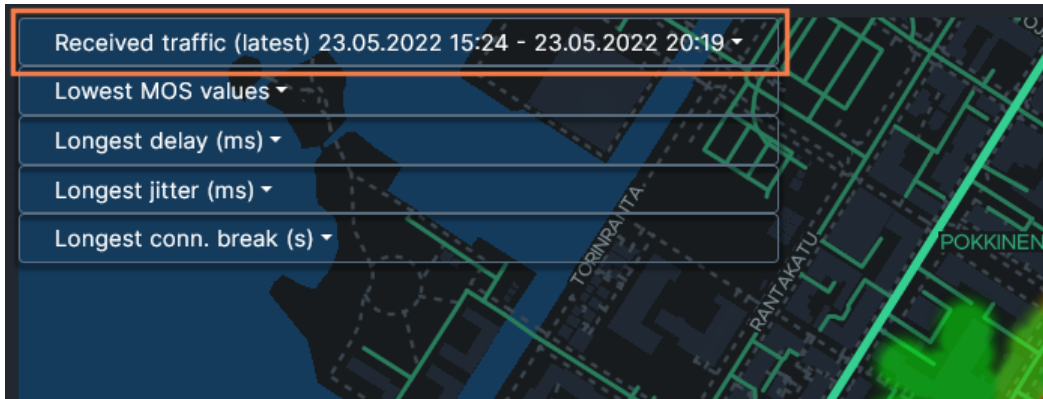 Received traffic (latest) 23.05.2022 15:24 - 23.05.2022 20:19
Lowest MOS values
Longest delay (ms)
Longest jitter (ms)
Longest conn. break (s)
TORINRANTA
RANTAKATU
POKKINEN